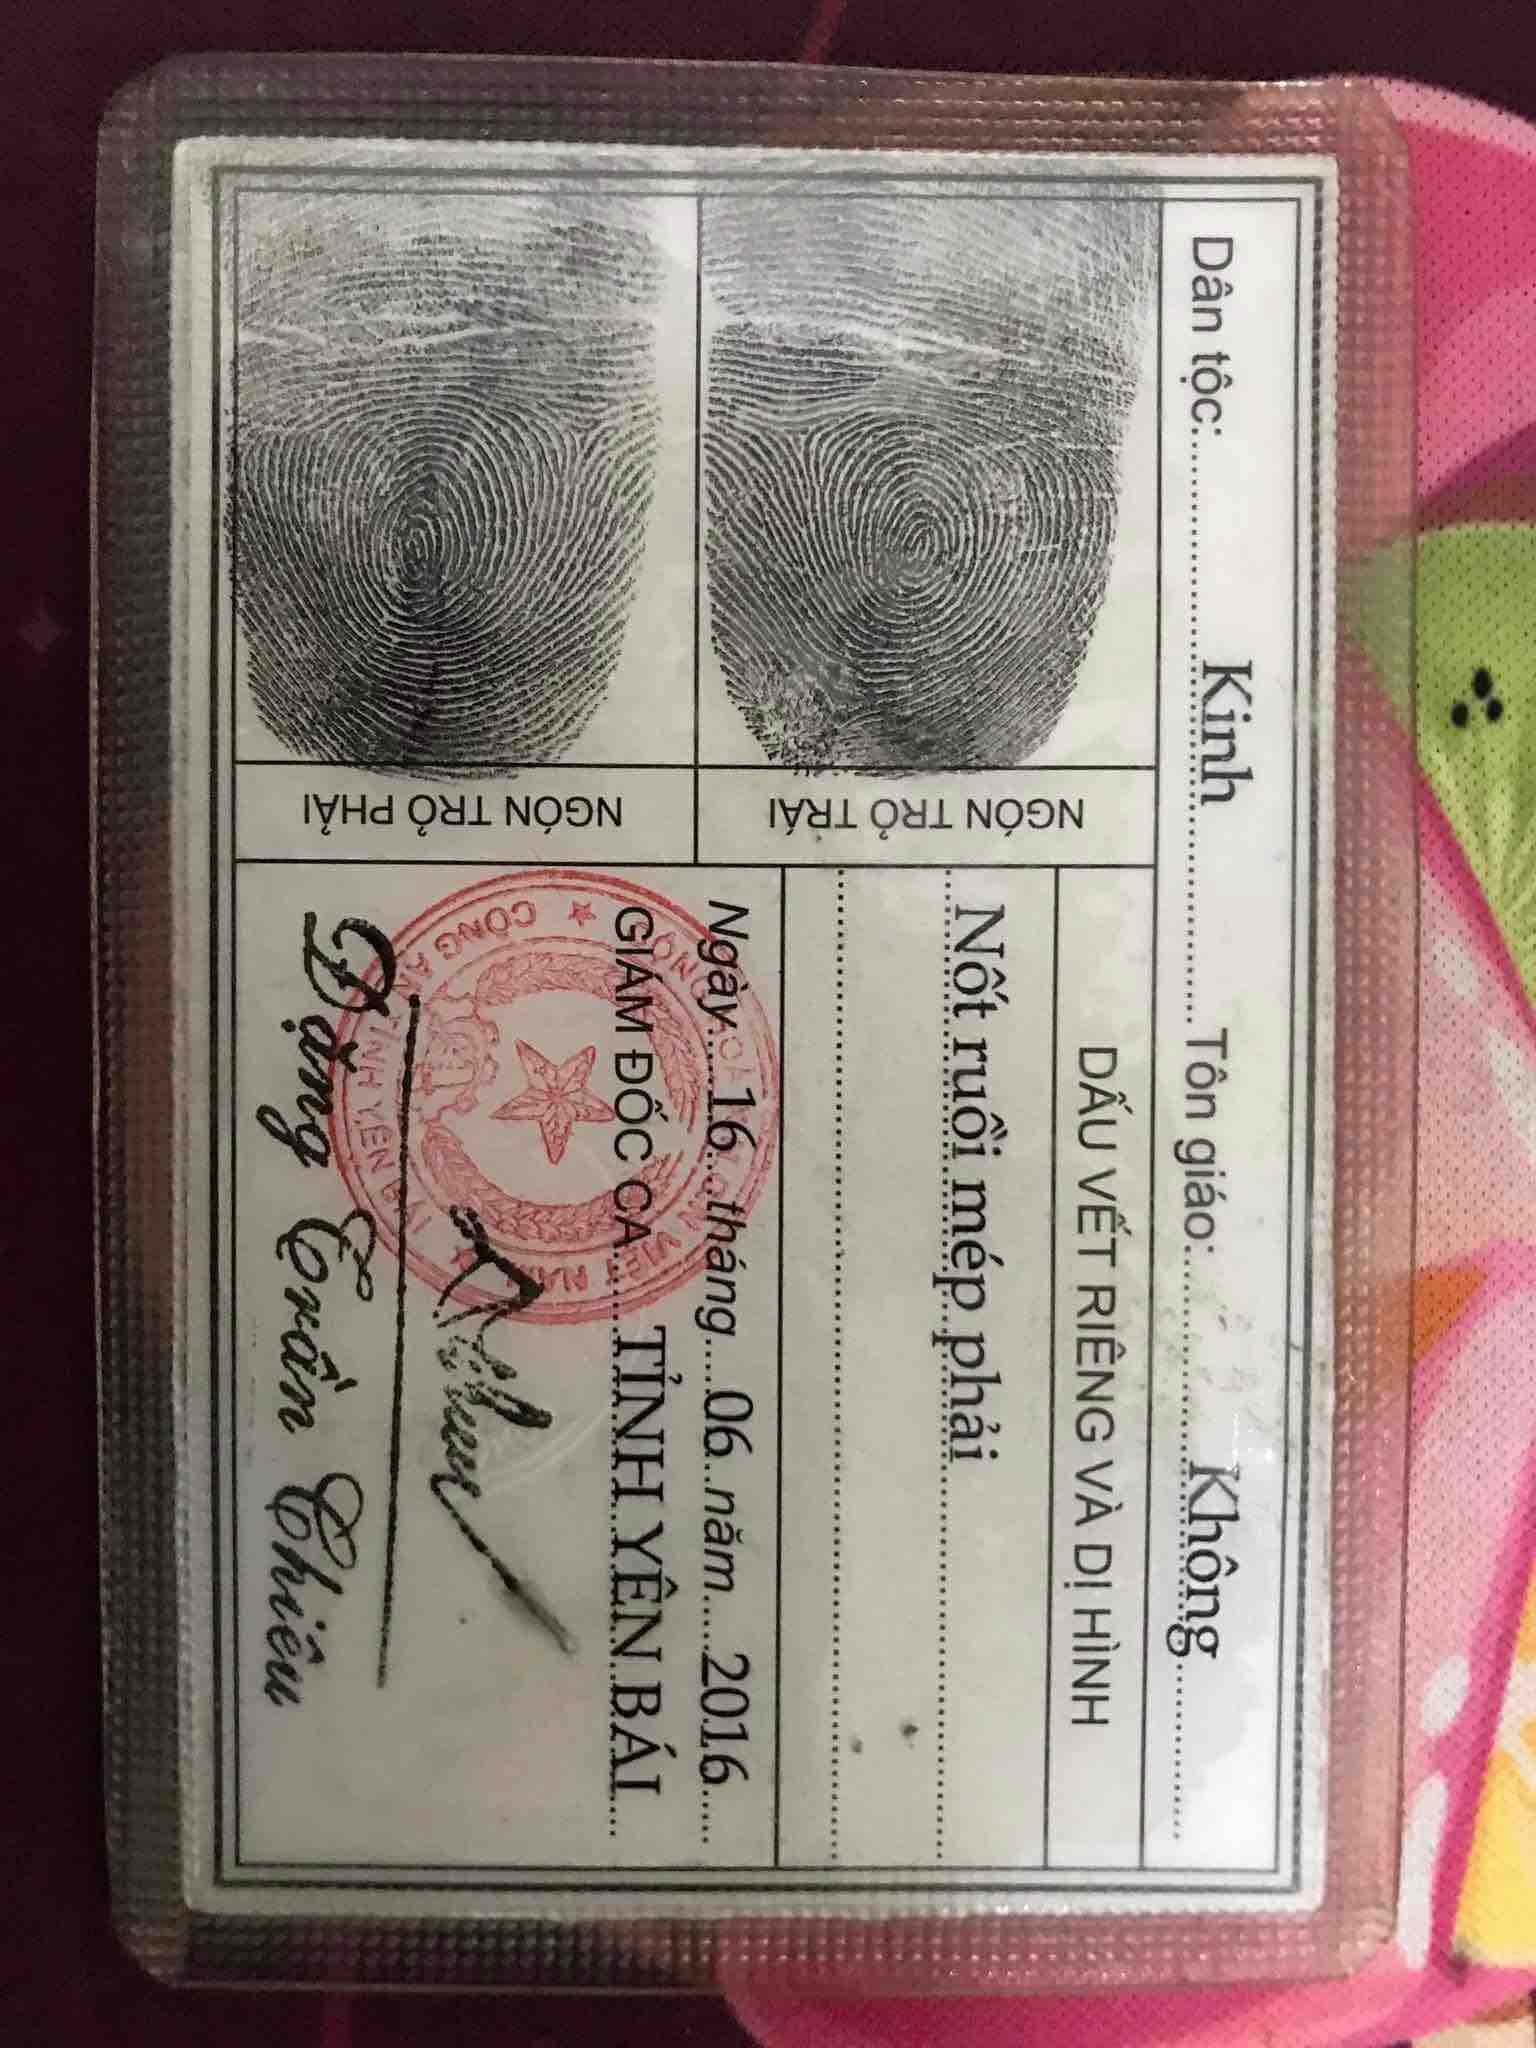 Dân tộc: Kinh Tôn giáo: Không
NGÓN TRỎ TRÁI
NGÓN TRỎ PHẢI
DẤU VẾT RIÊNG VÀ DỊ HÌNH
Nốt ruồi mép phải
Ngày 16 tháng 06 năm 2016
GIÁM ĐỐC CA TỈNH YÊN BÁI
Đặng Trần Chiêu